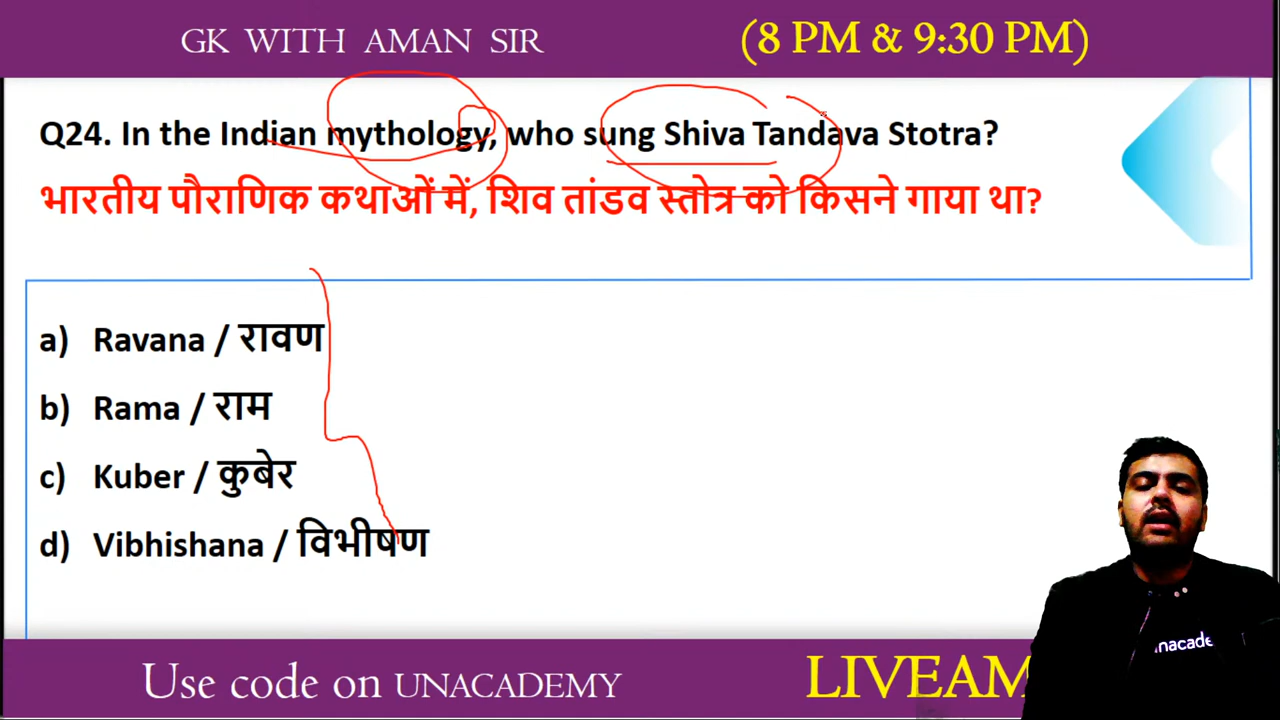 GK WITH AMAN SIR (8 PM & 9:30 PM)
Q24. In the Indian mythology, who sung Shiva Tandava Stotra?
भारतीय पौराणिक कथाओं में, शिव तांडव स्तोत्र को किसने गाया था?
a) Ravana / रावण
b) Rama / राम
c) Kuber / कुबेर
d) Vibhishana / विभीषण
unacade
Use code on UNACADEMY LIVEAM